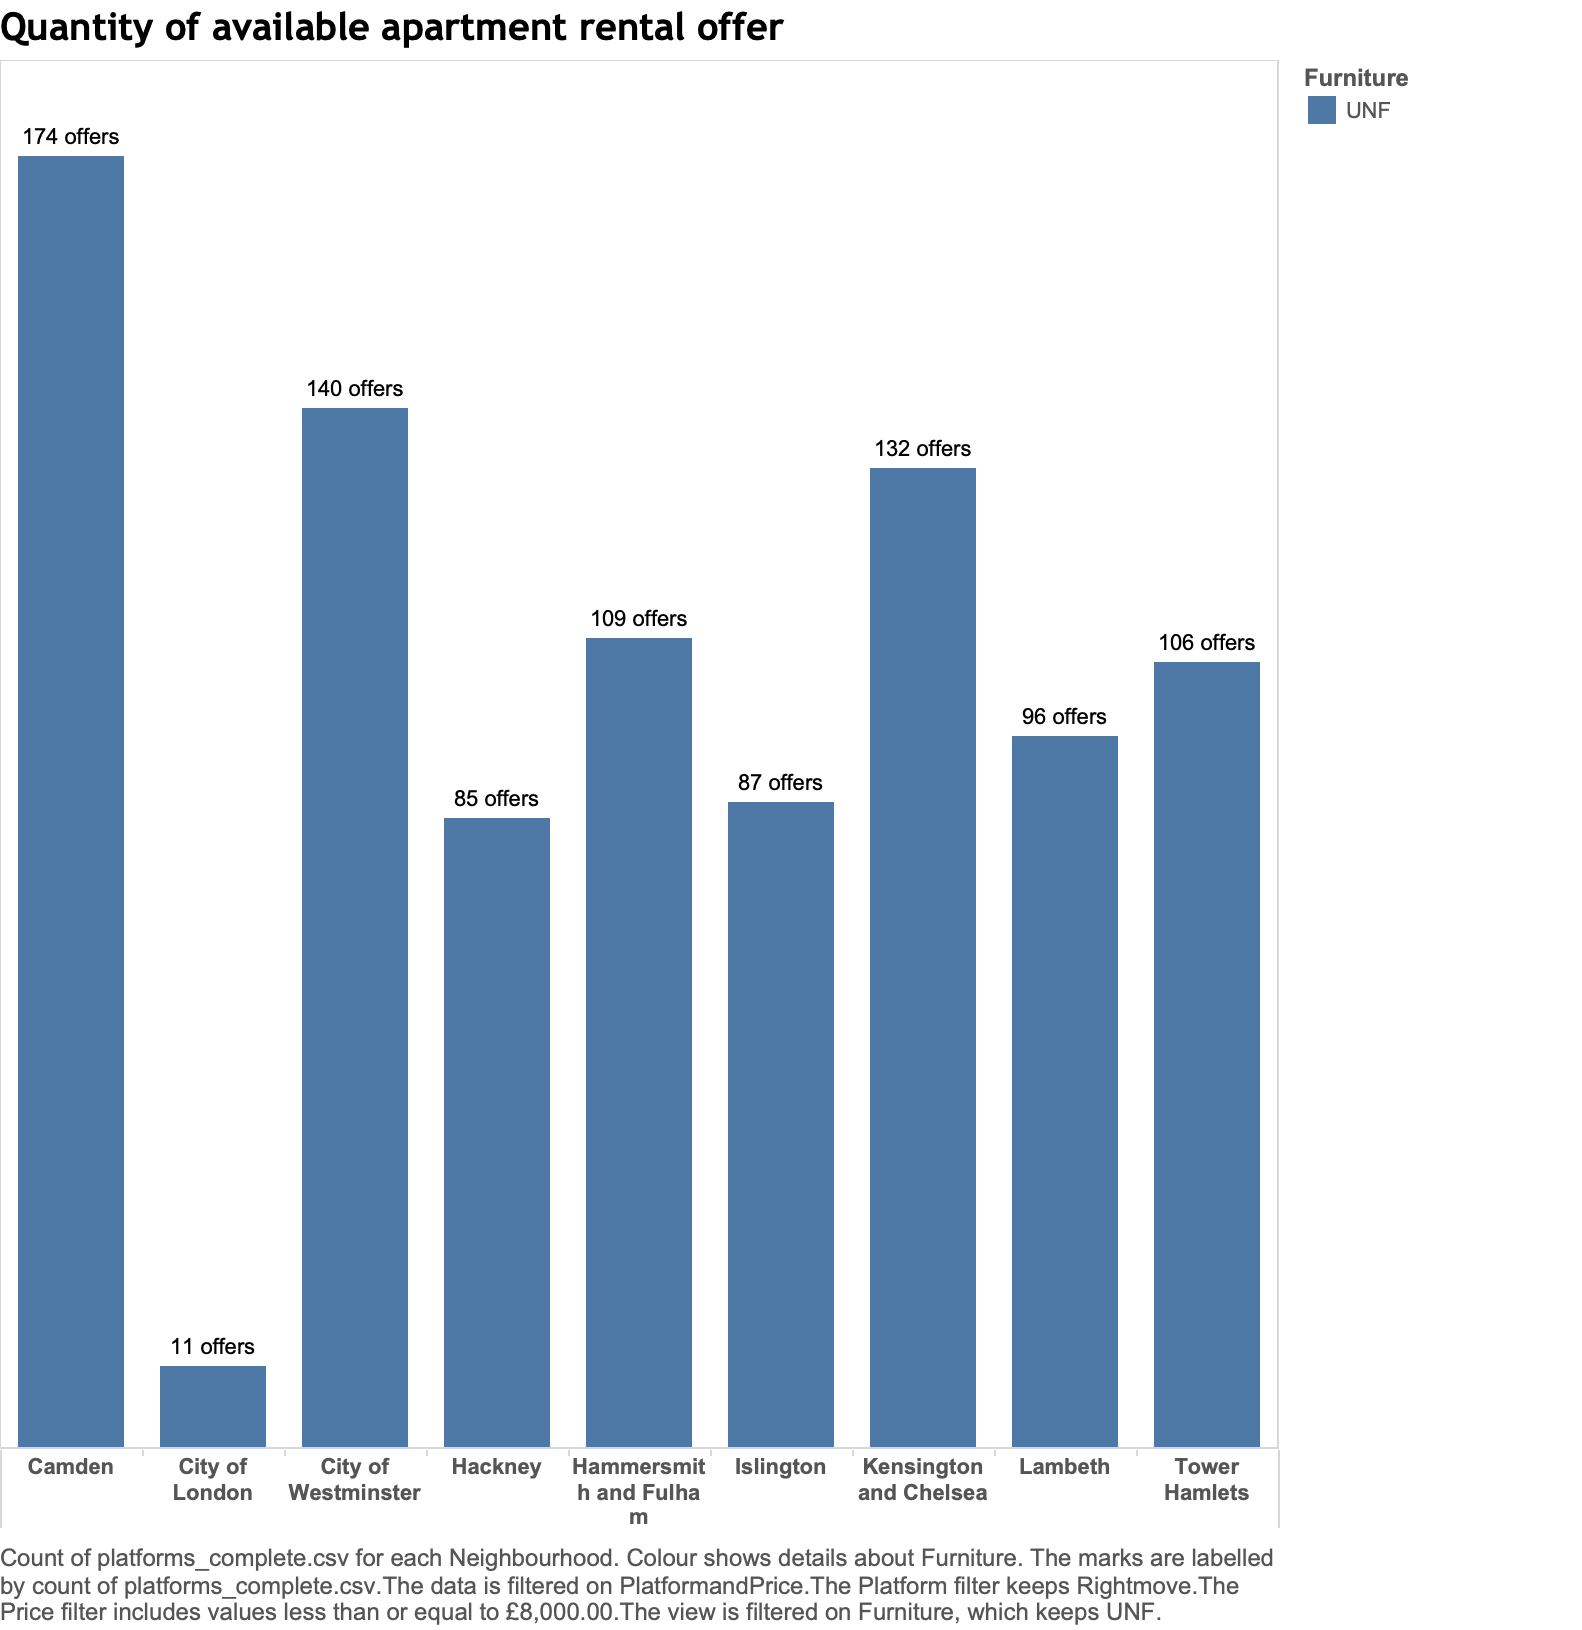 Quantity of available apartment rental offer
Furniture
UNF
174 offers
140 offers
132 offers
109 offers
106 offers
96 offers
87 offers
85 offers
11 offers
Camden
City of
London
City of
Westminster
Hackney
Hammersmit
h and Fulha
m
Islington
Kensington
and Chelsea
Lambeth
Tower
Hamlets
Count of platforms_complete.csv for each Neighbourhood. Colour shows details about Furniture. The marks are labelled
by count of platforms_complete.csv.The data is filtered on PlatformandPrice.The Platform filter keeps Rightmove.The
Price filter includes values less than or equal to £8,000.00.The view is filtered on Furniture, which keeps UNF.